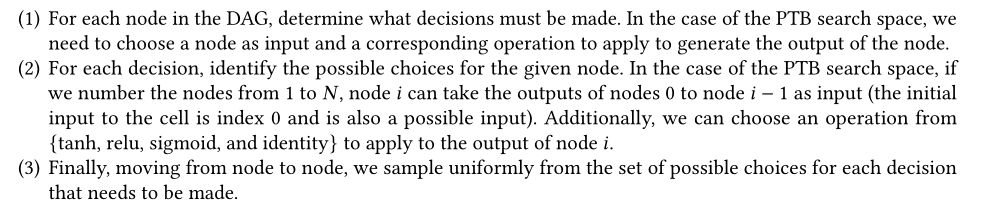 (1) For each node in the DAG, determine what decisions must be made. In the case of the PTB search space, we
need to choose a node as input and a corresponding operation to apply to generate the output of the node.
(2) For each decision, identify the possible choices for the given node. In the case of the PTB search space, if
we number the nodes from 1 to N, node i can take the outputs of nodes 0 to node i − 1 as input (the initial
input to the cell is index 0 and is also a possible input). Additionally, we can choose an operation from
{tanh, relu, sigmoid, and identity} to apply to the output of node i.
(3) Finally, moving from node to node, we sample uniformly from the set of possible choices for each decision
that needs to be made.